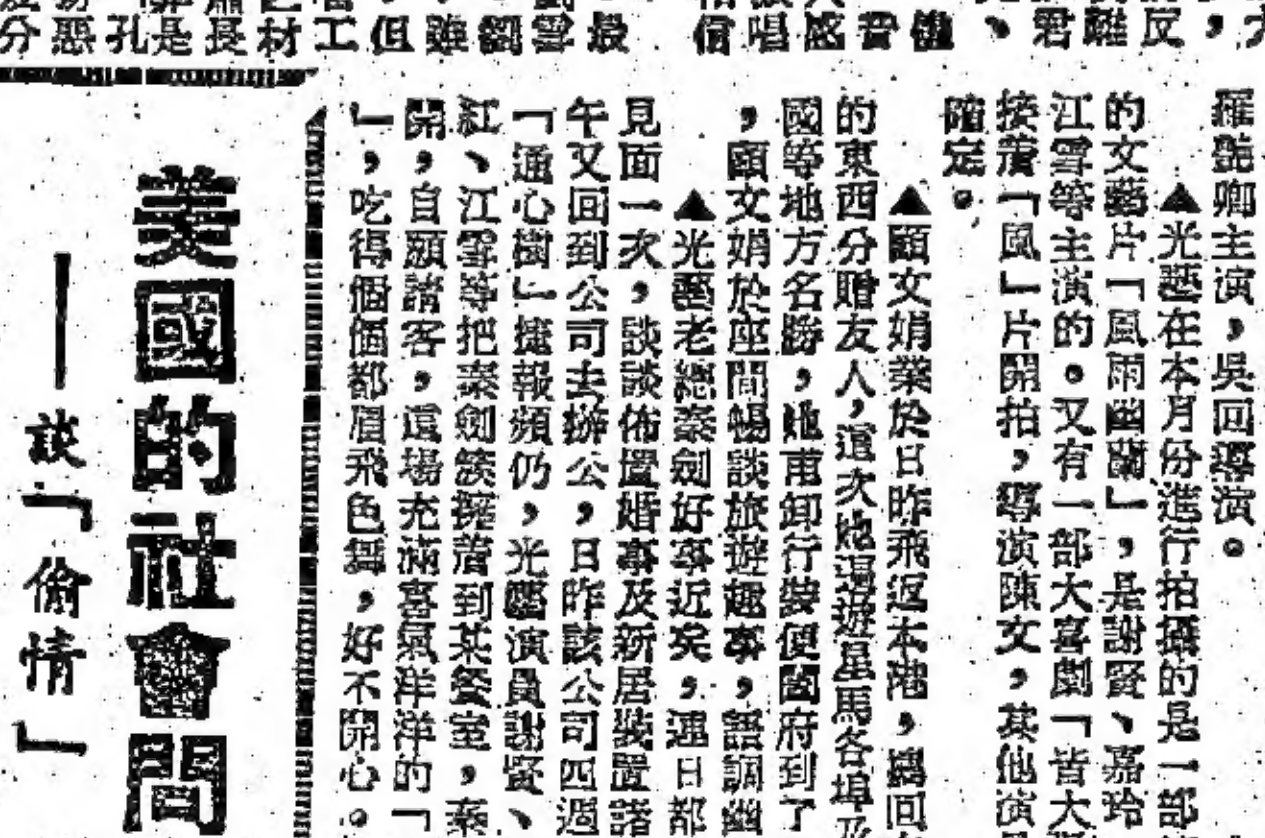 分惡孔是長材工但雖劉雪最
信唱感
君離反，
羅艷卿主演，吳回導演。
▲光藝在本月份進行拍攝的是一部
的文藝片「風雨幽蘭」，是謝賢、嘉玲
江雪等主演的。又有一部大喜劇「皆大
接着「風」片開拍，導演陳文，其他演
確定。
▲顧文娟業於日昨飛返本港，
的東西分贈友人，這次她遍遊星馬各埠及
國等地方名勝，她甫卸行裝便閤府到了
，顧文娟於座間暢談旅遊趣事，語調幽
▲光藝老總秦劍好事近矣，連日都
見面一次，談談佈置婚事及新居裝置諸
午又回到公司去辦公，日昨該公司四週
「通心樹」捷報頻仍，光藝演員謝賢、
紅、江雪等把秦劍簇擁着到某餐室，秦
開，自願請客，這場充滿喜氣洋洋的「
」，吃得個個都眉飛色舞，好不開心。
美國的社會問
——談「偷情」